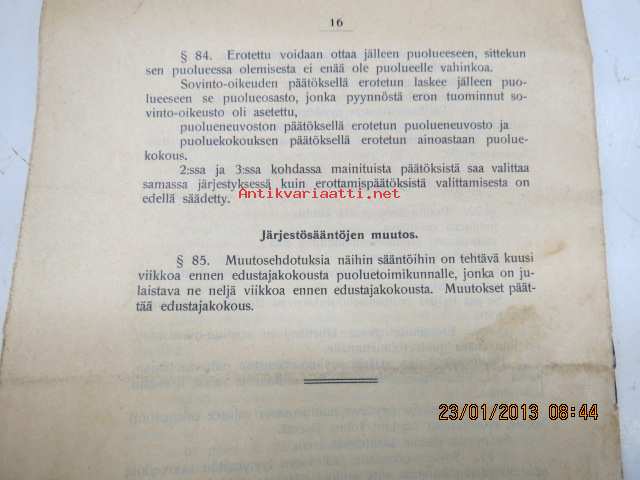 16
§ 84. Erotettu voidaan ottaa jälleen puolueeseen, sittekun
sen puolueessa olemisesta ei enää ole puolueelle vahinkoa.
Sovinto-oikeuden päätöksellä erotetun laskee jälleen puo-
lueeseen se puolueosasto, jonka pyynnöstä eron tuominnut so-
vinto-oikeusto oli asetettu,
puolueneuvoston päätöksellä erotetun puolueneuvosto ja
puoluekokouksen päätöksellä erotetun ainoastaan puolue-
kokous.
2:ssa ja 3:ssa kohdassa mainituista päätöksistä saa valittaa
samassa järjestyksessä kuin erottamispäätöksistä valittamisesta on
edellä säädetty.
Antikvariaatti.net
Järjestösääntöjen muutos.
§ 85. Muutosehdotuksia näihin sääntöihin on tehtävä kuusi
viikkoa ennen edustajakokousta puoluetoimikunnalle, jonka on ju-
laistava ne neljä viikkoa ennen edustajakokousta. Muutokset päät-
tää edustajakokous.
23/01/2013 08:44